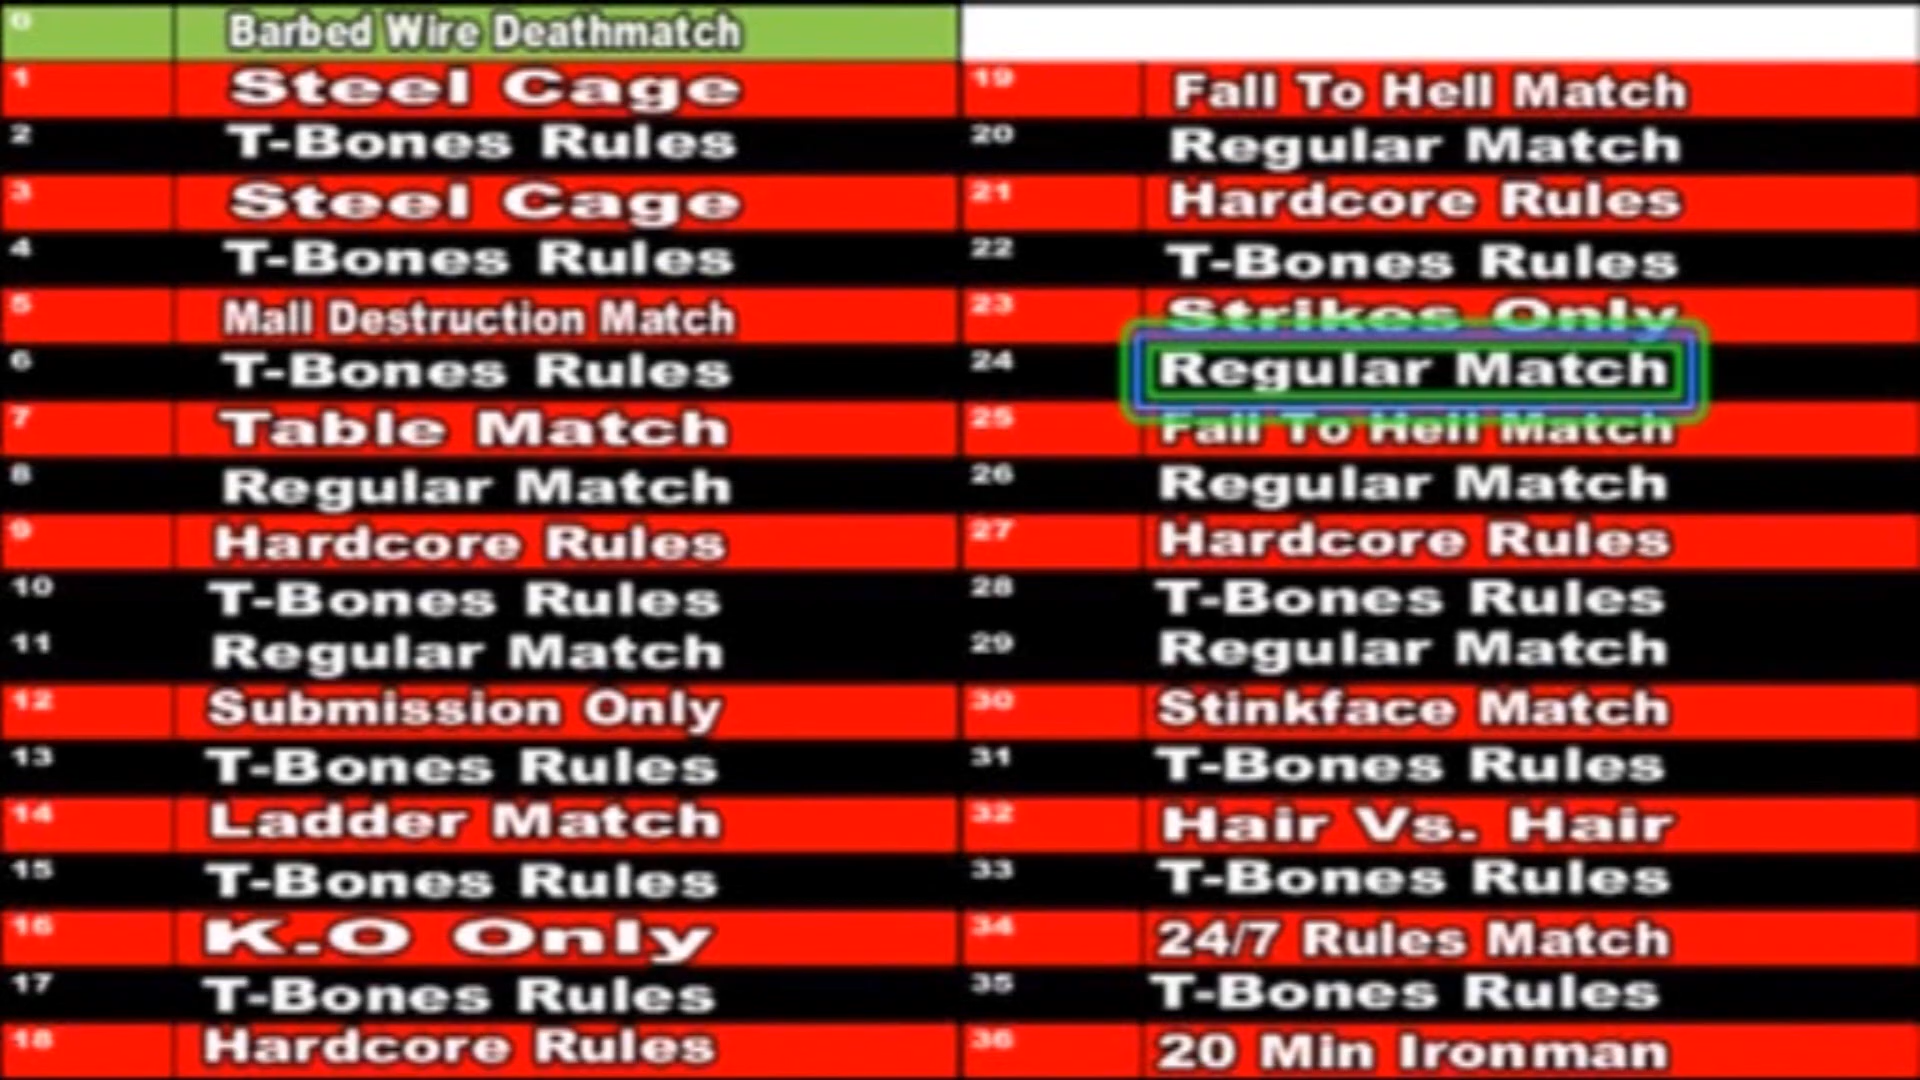 0 Barbed Wire Deathmatch
1 Steel Cage
2 T-Bones Rules
3 Steel Cage
4 T-Bones Rules
5 Mall Destruction Match
6 T-Bones Rules
7 Table Match
8 Regular Match
9 Hardcore Rules
10 T-Bones Rules
11 Regular Match
12 Submission Only
13 T-Bones Rules
14 Ladder Match
15 T-Bones Rules
16 K.O Only
17 T-Bones Rules
18 Hardcore Rules
19 Fall To Hell Match
20 Regular Match
21 Hardcore Rules
22 T-Bones Rules
23 Strikes Only
24 Regular Match
25 Fall To Hell Match
26 Regular Match
27 Hardcore Rules
28 T-Bones Rules
29 Regular Match
30 Stinkface Match
31 T-Bones Rules
32 Hair Vs. Hair
33 T-Bones Rules
34 24/7 Rules Match
35 T-Bones Rules
36 20 Min Ironman